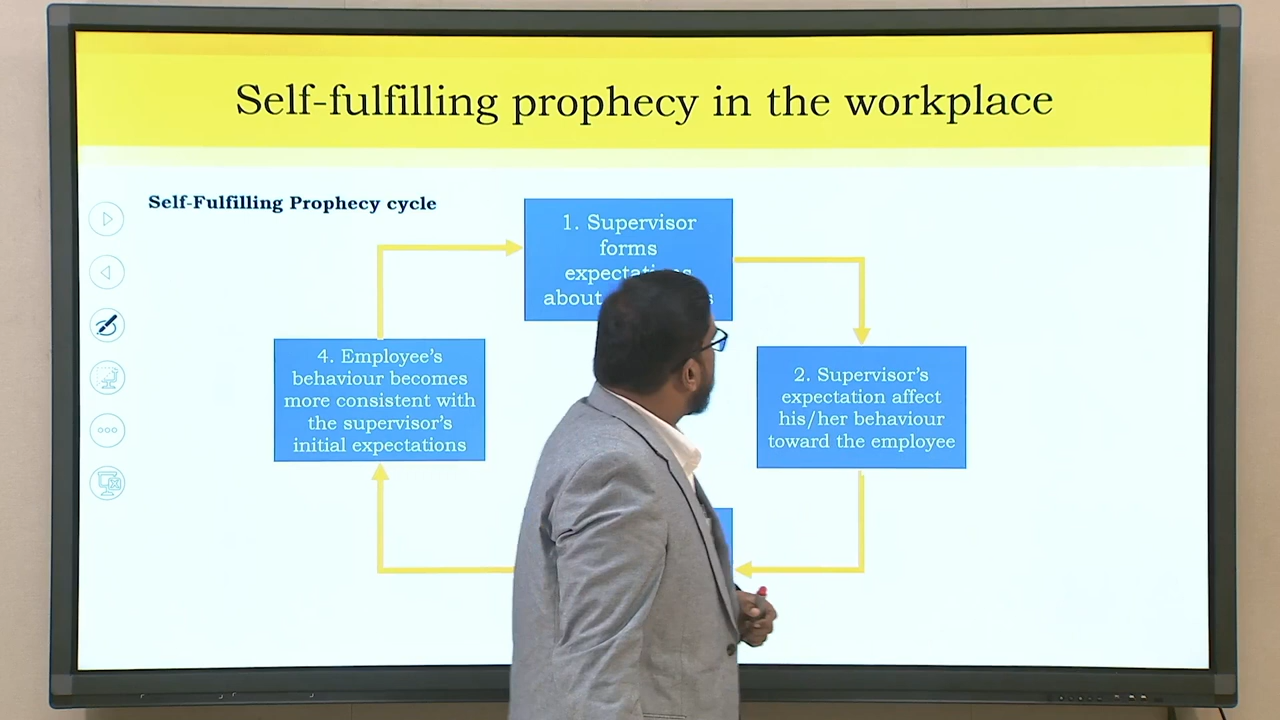 Self-fulfilling prophecy in the workplace
Self-Fulfilling Prophecy cycle
1. Supervisor
forms
about
2. Supervisor's
expectation affect
his/her behaviour
toward the employee
4. Employee's
behaviour becomes
more consistent with
the supervisor's
initial expectations